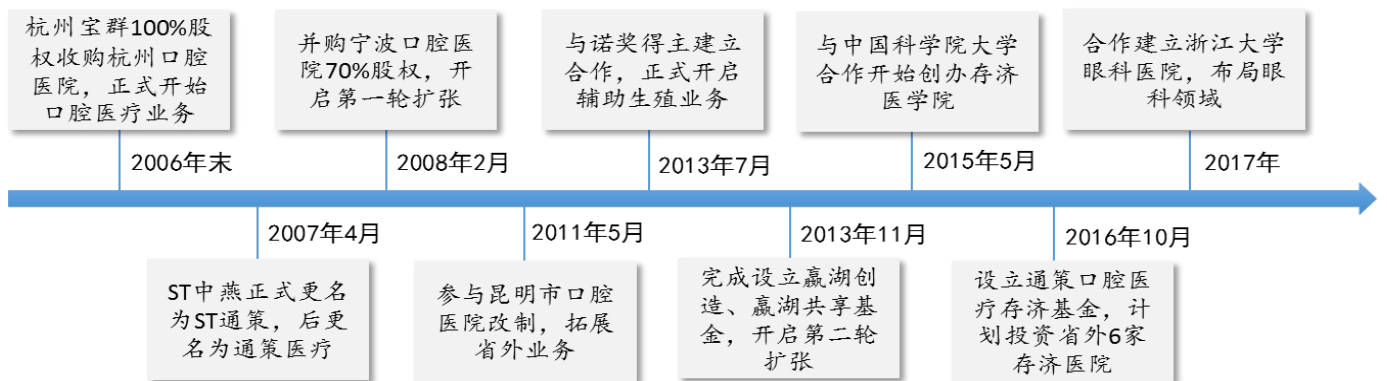 杭州宝群100%股
权收购杭州口腔
医院，正式开始
口腔医疗业务
并购宁波口腔医
院70%股权，开
启第一轮扩张
与诺奖得主建立
合作，正式开启
辅助生殖业务
与中国科学院大学
合作开始创办存济
医学院
合作建立浙江大学
眼科医院，布局眼
科领域
2006年末
2008年2月
2013年7月
2015年5月
2017年
2007年4月
2011年5月
2013年11月
2016年10月
ST中燕正式更名
为ST通策，后更
名为通策医疗
参与昆明市口腔
医院改制，拓展
省外业务
完成设立嬴湖创
造、嬴湖共享基
金，开启第二轮
扩张
设立通策口腔医
疗存济基金，计
划投资省外6家
存济医院